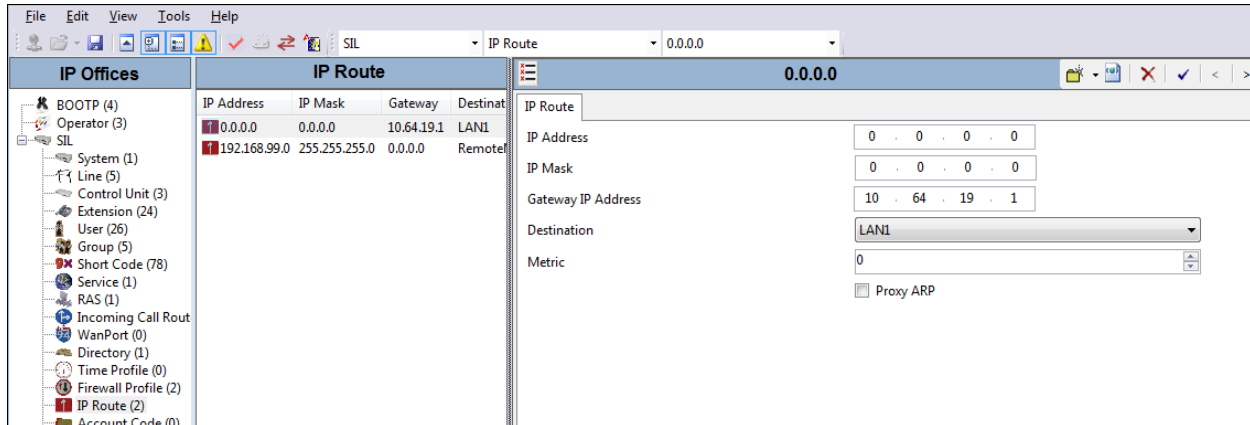 File Edit View Tools Help
SIL IP Route 0.0.0.0
IP Offices
BOOTP (4)
Operator (3)
SIL
System (1)
Line (5)
Control Unit (3)
Extension (24)
User (26)
Group (5)
Short Code (78)
Service (1)
RAS (1)
Incoming Call Rout
WanPort (0)
Directory (1)
Time Profile (0)
Firewall Profile (2)
IP Route (2)
Account Code (0)
IP Route
IP Address IP Mask Gateway Destinat
0.0.0.0 0.0.0.0 10.64.19.1 LAN1
192.168.99.0 255.255.255.0 0.0.0.0 Remote
0.0.0.0
IP Route
IP Address 0 . 0 . 0 . 0
IP Mask 0 . 0 . 0 . 0
Gateway IP Address 10 . 64 . 19 . 1
Destination LAN1
Metric 0
Proxy ARP